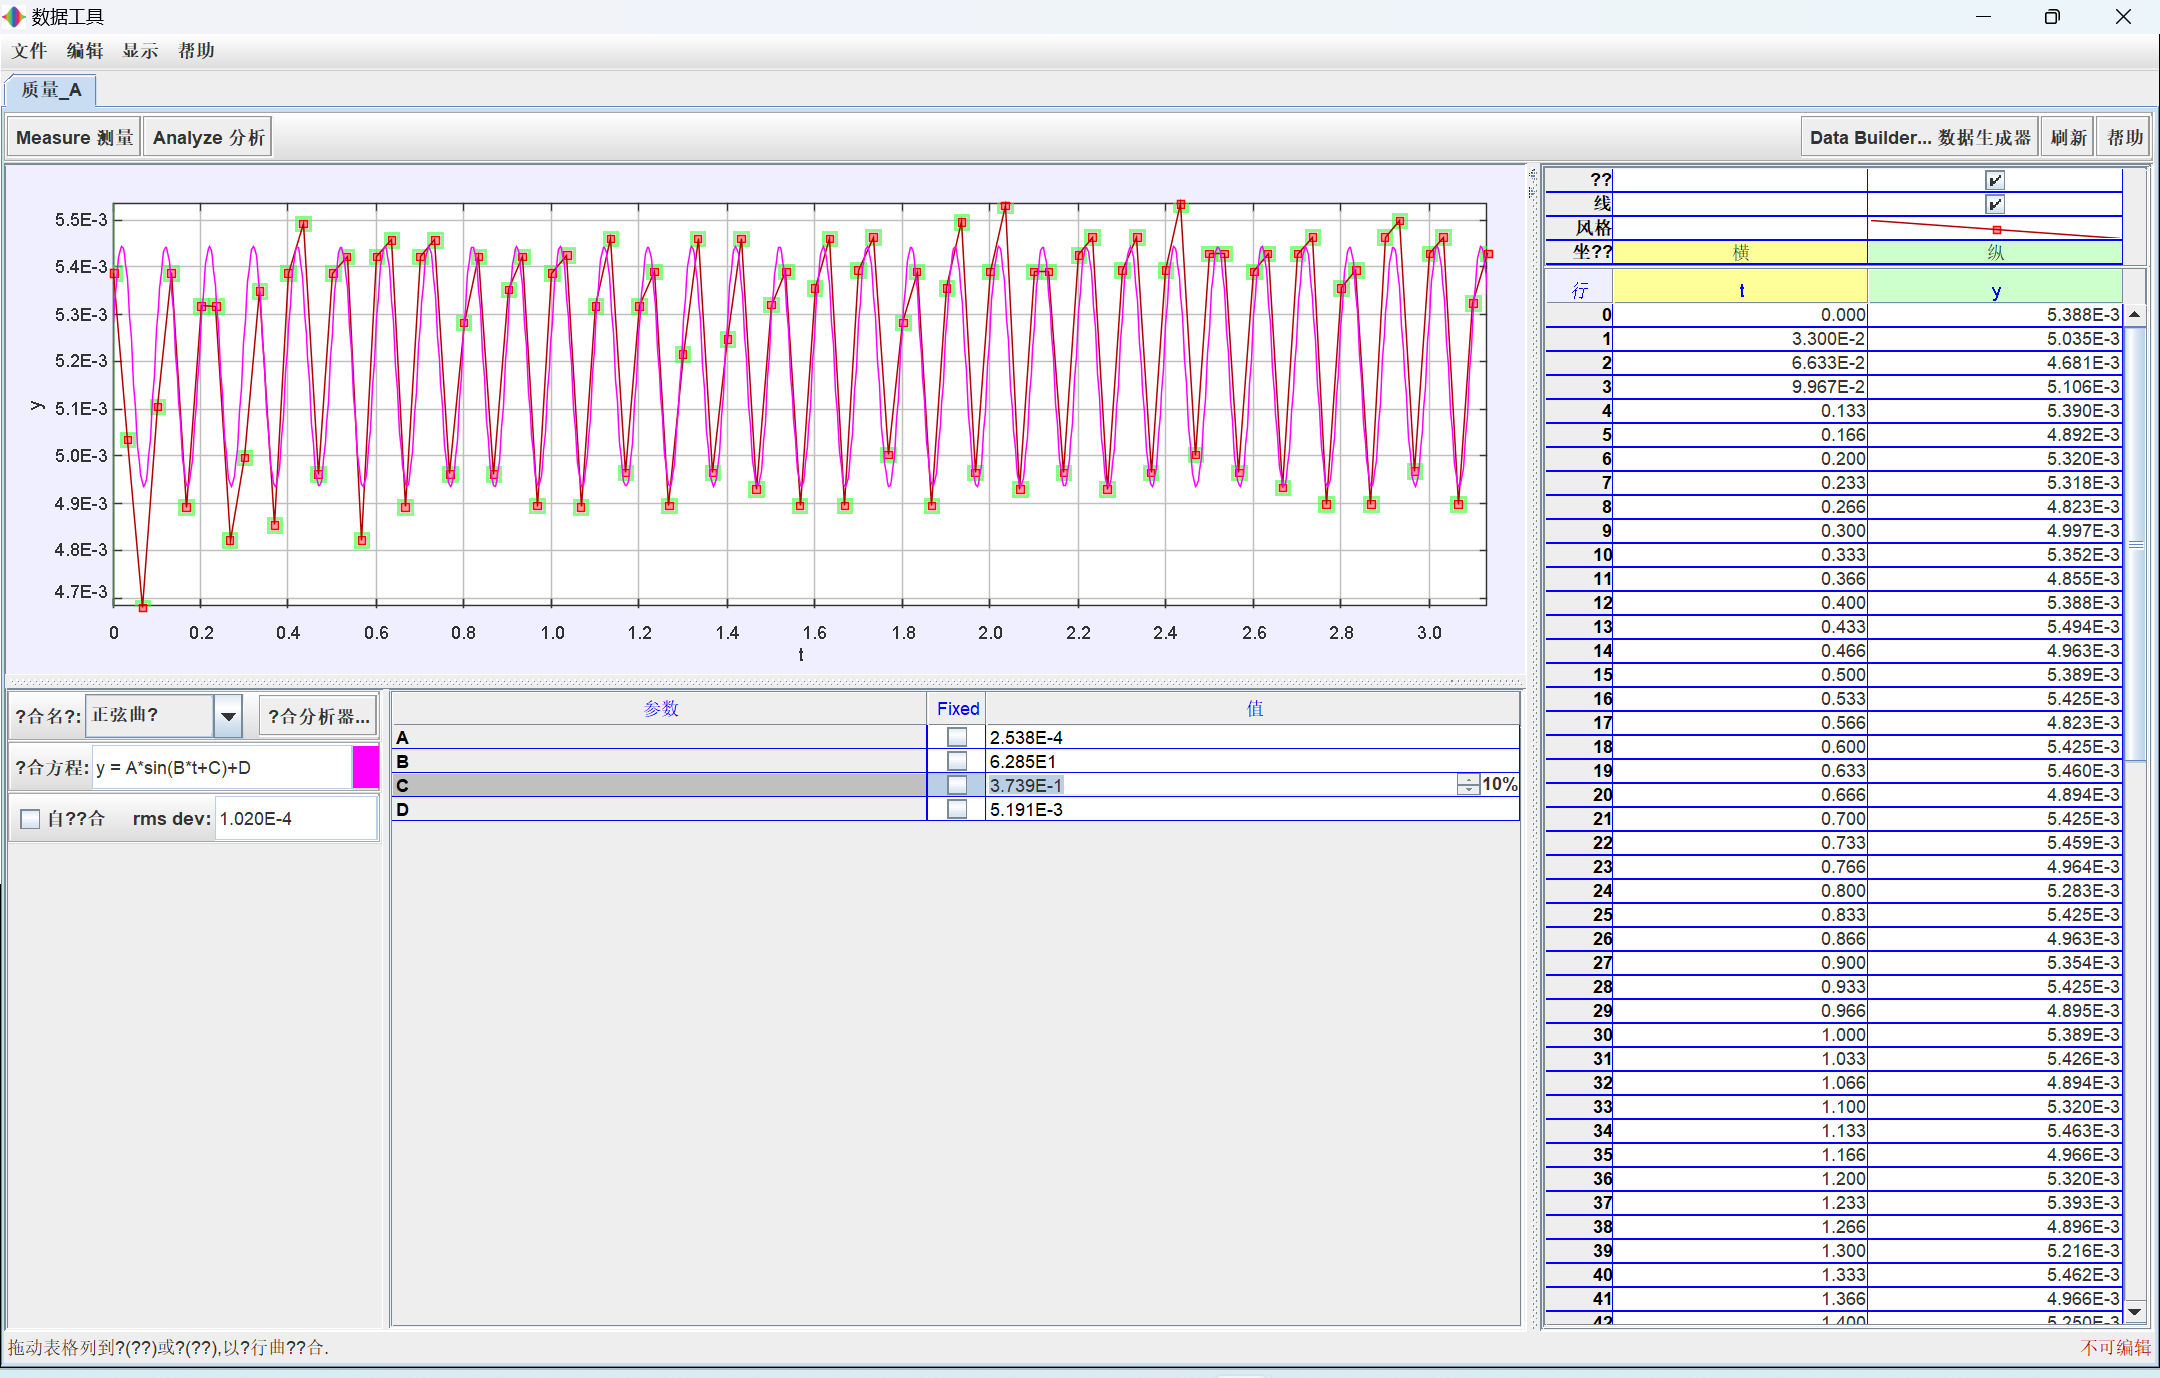 数据工具
文件 编辑 显示 帮助
质量_A
Measure 测量 Analyze 分析 Data Builder... 数据生成器 刷新 帮助
5.5E-3
5.4E-3
5.3E-3
5.2E-3
5.1E-3
5.0E-3
4.9E-3
4.8E-3
4.7E-3
y
0 0.2 0.4 0.6 0.8 1.0 1.2 1.4 1.6 1.8 2.0 2.2 2.4 2.6 2.8 3.0
t
??
线
风格
坐?? 横 纵
行 t y
0 0.000 5.388E-3
1 3.300E-2 5.035E-3
2 6.633E-2 4.681E-3
3 9.967E-2 5.106E-3
4 0.133 5.390E-3
5 0.166 4.892E-3
6 0.200 5.320E-3
7 0.233 5.318E-3
8 0.266 4.823E-3
9 0.300 4.997E-3
10 0.333 5.352E-3
11 0.366 4.855E-3
12 0.400 5.388E-3
13 0.433 5.494E-3
14 0.466 4.963E-3
15 0.500 5.389E-3
16 0.533 5.425E-3
17 0.566 4.823E-3
18 0.600 5.425E-3
19 0.633 5.460E-3
20 0.666 4.894E-3
21 0.700 5.425E-3
22 0.733 5.459E-3
23 0.766 4.964E-3
24 0.800 5.283E-3
25 0.833 5.425E-3
26 0.866 4.963E-3
27 0.900 5.354E-3
28 0.933 5.425E-3
29 0.966 4.895E-3
30 1.000 5.389E-3
31 1.033 5.426E-3
32 1.066 4.894E-3
33 1.100 5.320E-3
34 1.133 5.463E-3
35 1.166 4.966E-3
36 1.200 5.320E-3
37 1.233 5.393E-3
38 1.266 4.896E-3
39 1.300 5.216E-3
40 1.333 5.462E-3
41 1.366 4.966E-3
42 1.400 5.250E-3
?合名?: 正弦曲? ?合分析器...
?合方程: y = A*sin(B*t+C)+D
自??合 rms dev: 1.020E-4
参数 Fixed 值
A 2.538E-4
B 6.285E1
C 3.739E-1 10%
D 5.191E-3
拖动表格列到?(??)或?(??),以?行曲??合. 不可编辑